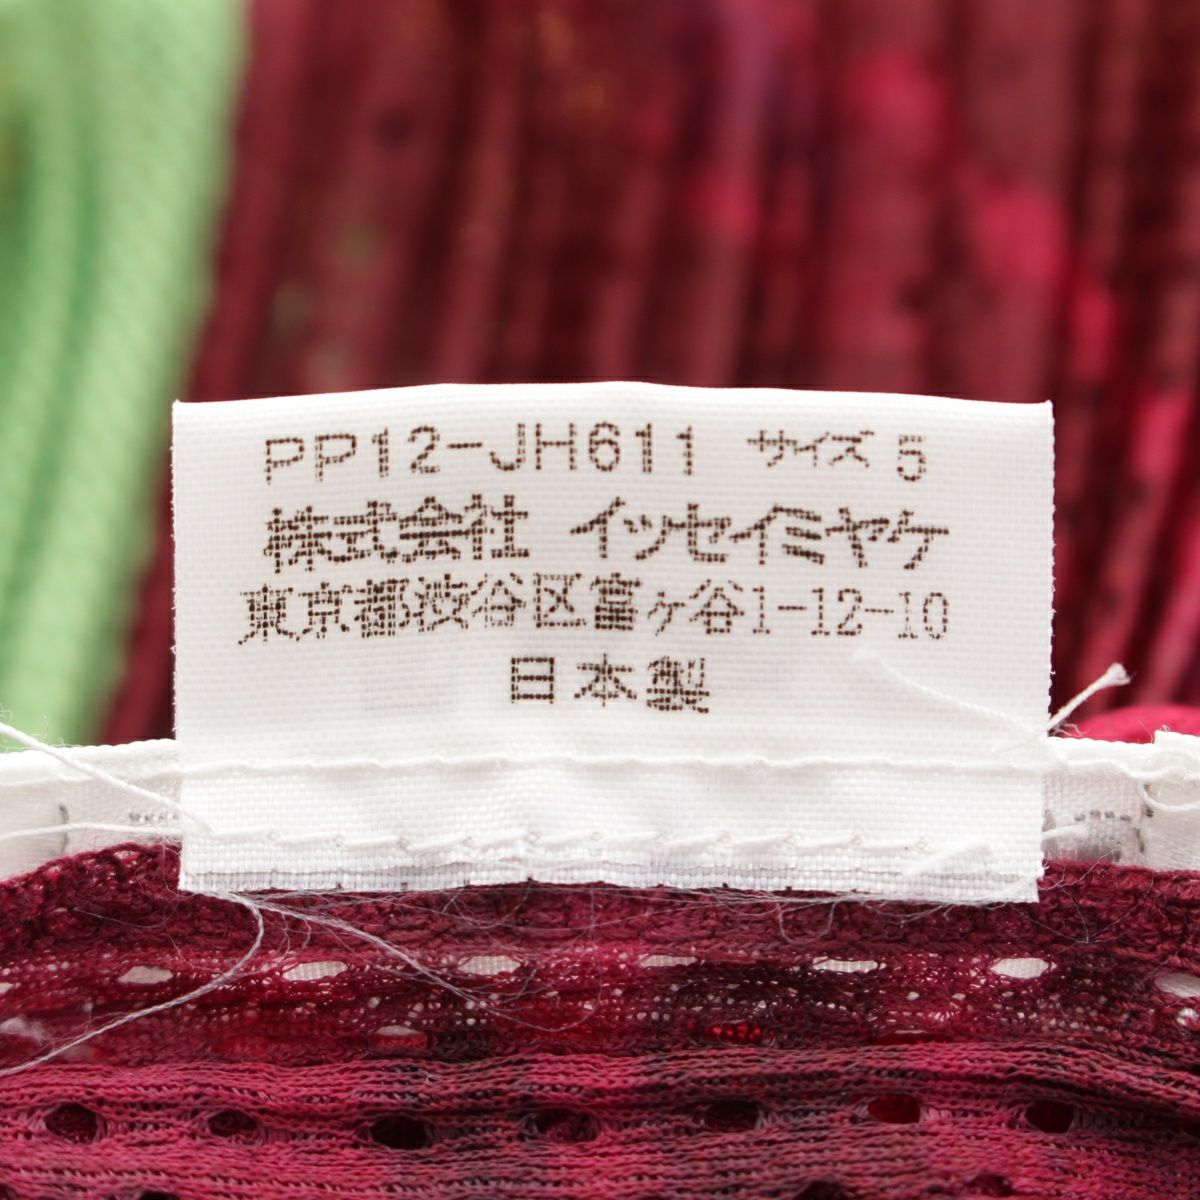 PP12-JH611 サイズ 5
株式会社 イッセイミヤケ
東京都渋谷区富ヶ谷1-12-10
日本製